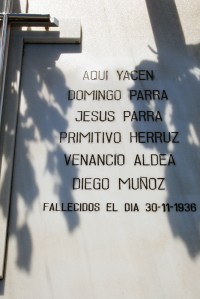 AQUI YACEN
DOMINGO PARRA
JESUS PARRA
PRIMITIVO HERRUZ
VENANCIO ALDEA
DIEGO MUÑOZ
FALLECIDOS EL DIA 30-11-1936